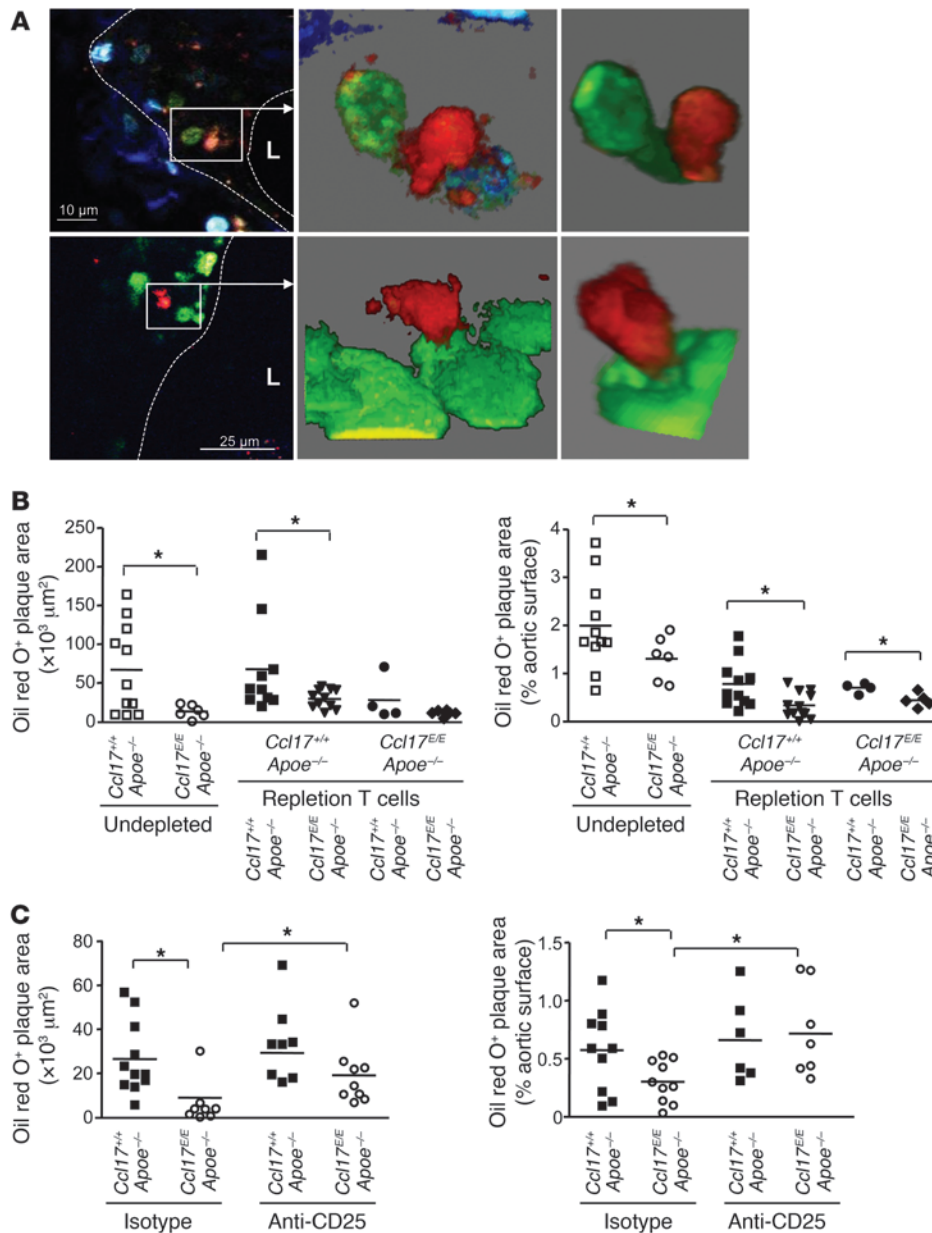 A
L
10 µm
L
25 µm
B
Oil red O⁺ plaque area
(×10³ µm²)
250
200
150
100
50
0
*
*
Ccl17⁺/⁺
Apoe⁻/⁻
Ccl17ᴱ/ᴱ
Apoe⁻/⁻
Undepleted
Ccl17⁺/⁺
Apoe⁻/⁻
Ccl17ᴱ/ᴱ
Apoe⁻/⁻
Repletion T cells
Ccl17⁺/⁺
Apoe⁻/⁻
Ccl17ᴱ/ᴱ
Apoe⁻/⁻
Ccl17⁺/⁺
Apoe⁻/⁻
Ccl17ᴱ/ᴱ
Apoe⁻/⁻
Oil red O⁺ plaque area
(% aortic surface)
4
3
2
1
0
*
*
*
Ccl17⁺/⁺
Apoe⁻/⁻
Ccl17ᴱ/ᴱ
Apoe⁻/⁻
Undepleted
Ccl17⁺/⁺
Apoe⁻/⁻
Ccl17ᴱ/ᴱ
Apoe⁻/⁻
Repletion T cells
Ccl17⁺/⁺
Apoe⁻/⁻
Ccl17ᴱ/ᴱ
Apoe⁻/⁻
Ccl17⁺/⁺
Apoe⁻/⁻
Ccl17ᴱ/ᴱ
Apoe⁻/⁻
C
Oil red O⁺ plaque area
(×10³ µm²)
80
60
40
20
0
*
*
Ccl17⁺/⁺
Apoe⁻/⁻
Ccl17ᴱ/ᴱ
Apoe⁻/⁻
Isotype
Ccl17⁺/⁺
Apoe⁻/⁻
Ccl17ᴱ/ᴱ
Apoe⁻/⁻
Anti-CD25
Oil red O⁺ plaque area
(% aortic surface)
1.5
1.0
0.5
0
*
*
Ccl17⁺/⁺
Apoe⁻/⁻
Ccl17ᴱ/ᴱ
Apoe⁻/⁻
Isotype
Ccl17⁺/⁺
Apoe⁻/⁻
Ccl17ᴱ/ᴱ
Apoe⁻/⁻
Anti-CD25